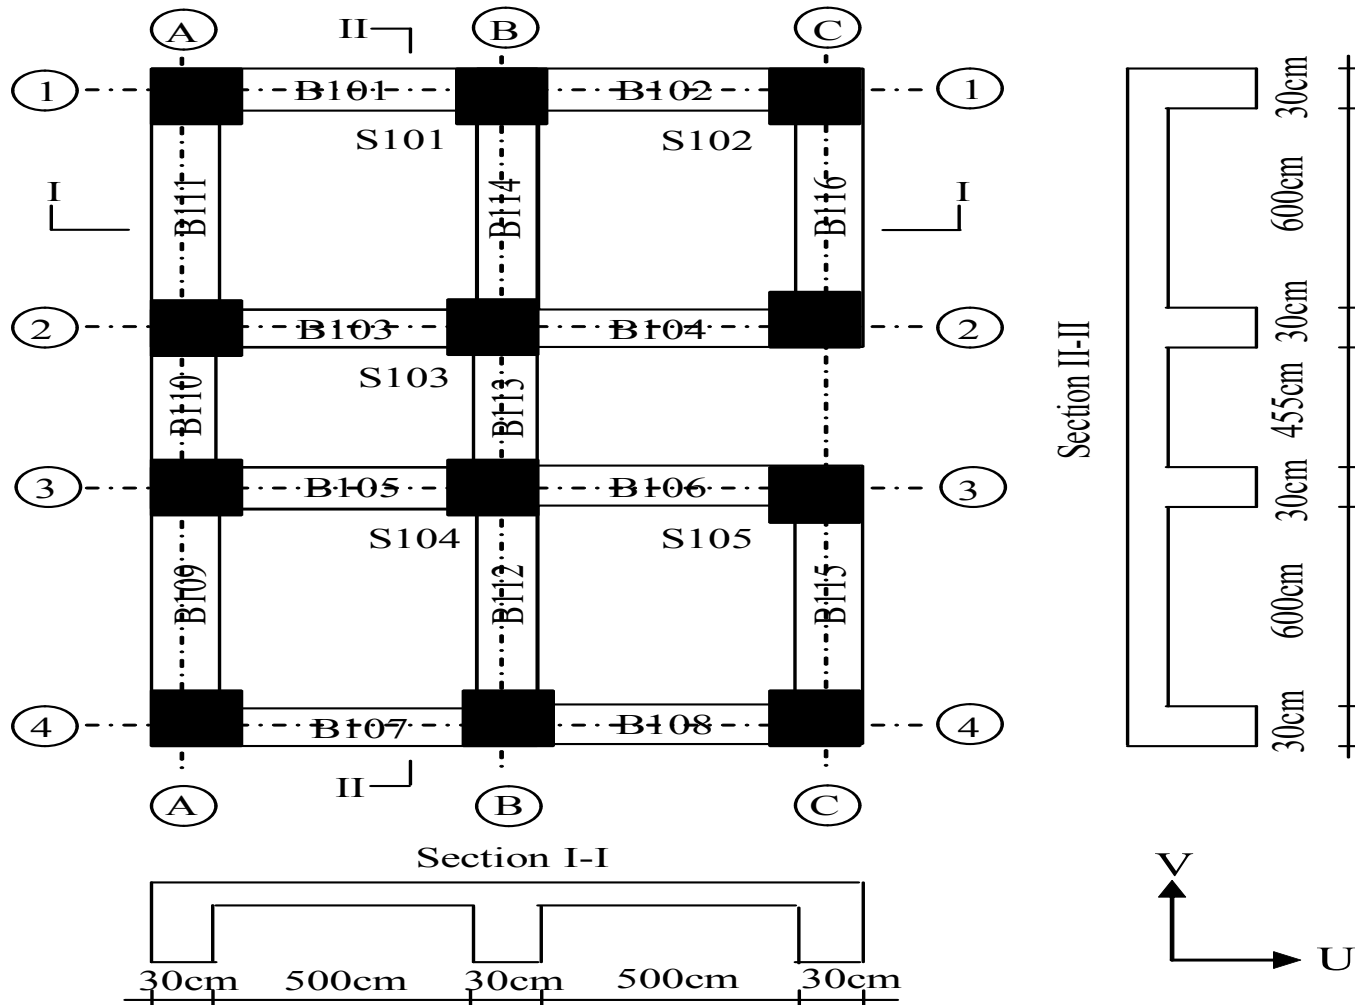 II
A B C
1 B101 B102 1
S101 S102
I B111 B114 B116 I
2 B103 B104 2
S103
B110 B113
3 B105 B106 3
S104 S105
B109 B112 B115
4 B107 B108 4
II
A B C
Section II-II
30cm
600cm
30cm
455cm
30cm
600cm
30cm
Section I-I
30cm 500cm 30cm 500cm 30cm
V
U